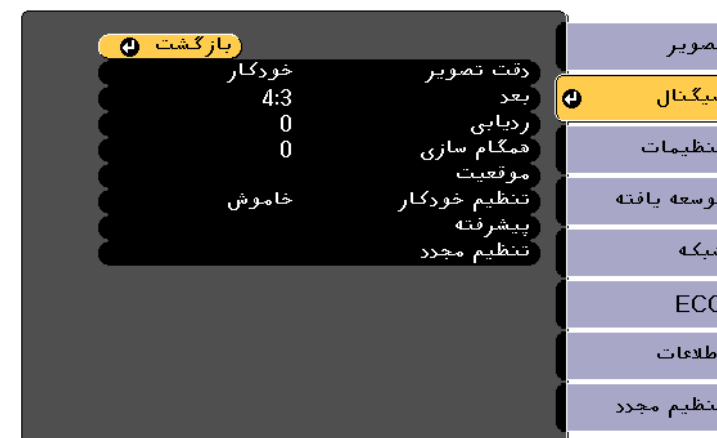 بازگشت
دقت تصویر خودکار
بعد 4:3
ردیابی 0
همگام سازی 0
موقعیت
تنظیم خودکار خاموش
پیشرفته
تنظیم مجدد
تصویر
سیگنال
تنظیمات
توسعه یافته
شبکه
ECO
اطلاعات
تنظیم مجدد